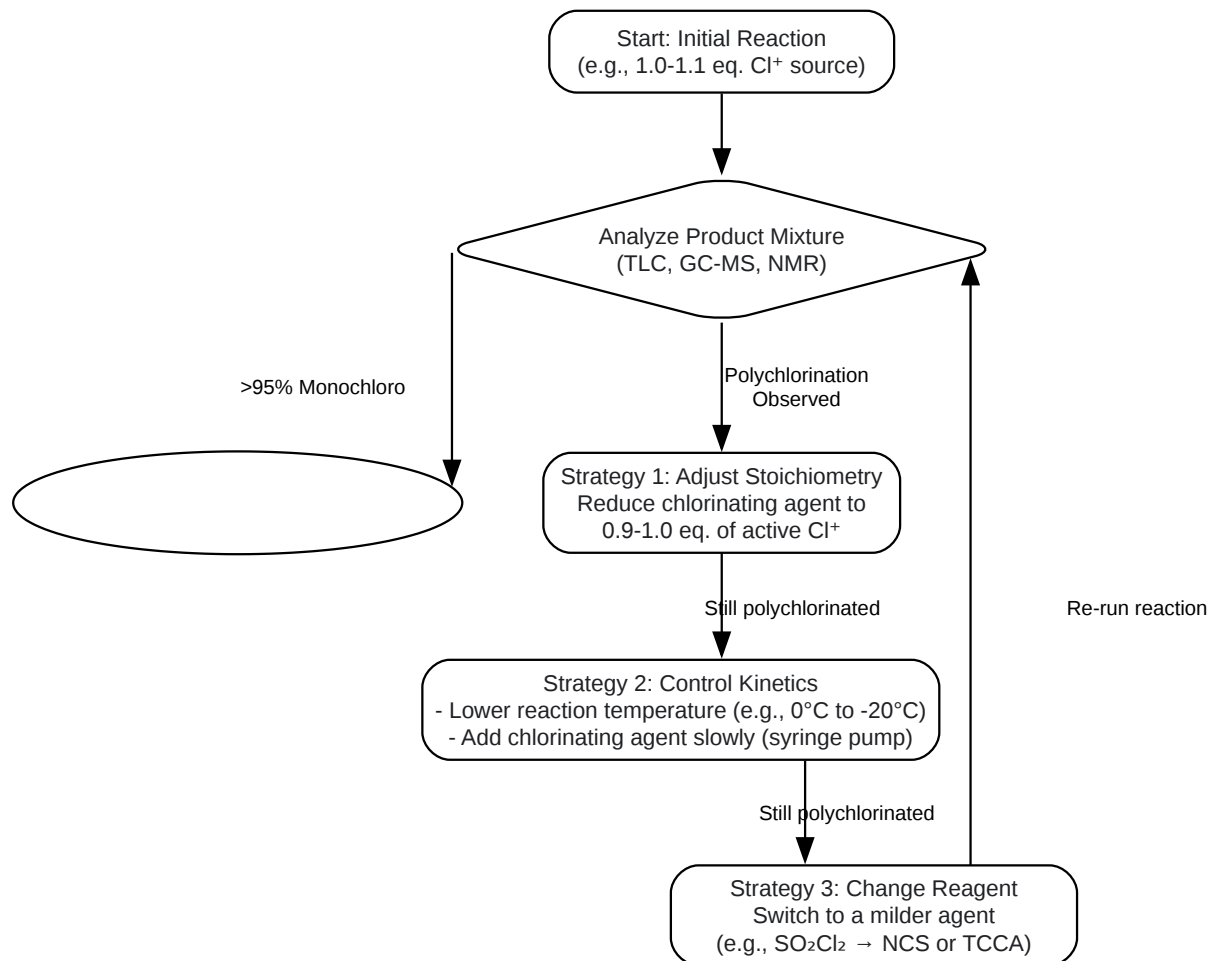 Start: Initial Reaction
(e.g., 1.0-1.1 eq. Cl⁺ source)
Analyze Product Mixture
(TLC, GC-MS, NMR)
>95% Monochloro
Polychlorination
Observed
Strategy 1: Adjust Stoichiometry
Reduce chlorinating agent to
0.9-1.0 eq. of active Cl⁺
Still polychlorinated
Re-run reaction
Strategy 2: Control Kinetics
- Lower reaction temperature (e.g., 0°C to -20°C)
- Add chlorinating agent slowly (syringe pump)
Still polychlorinated
Strategy 3: Change Reagent
Switch to a milder agent
(e.g., SO₂Cl₂ → NCS or TCCA)